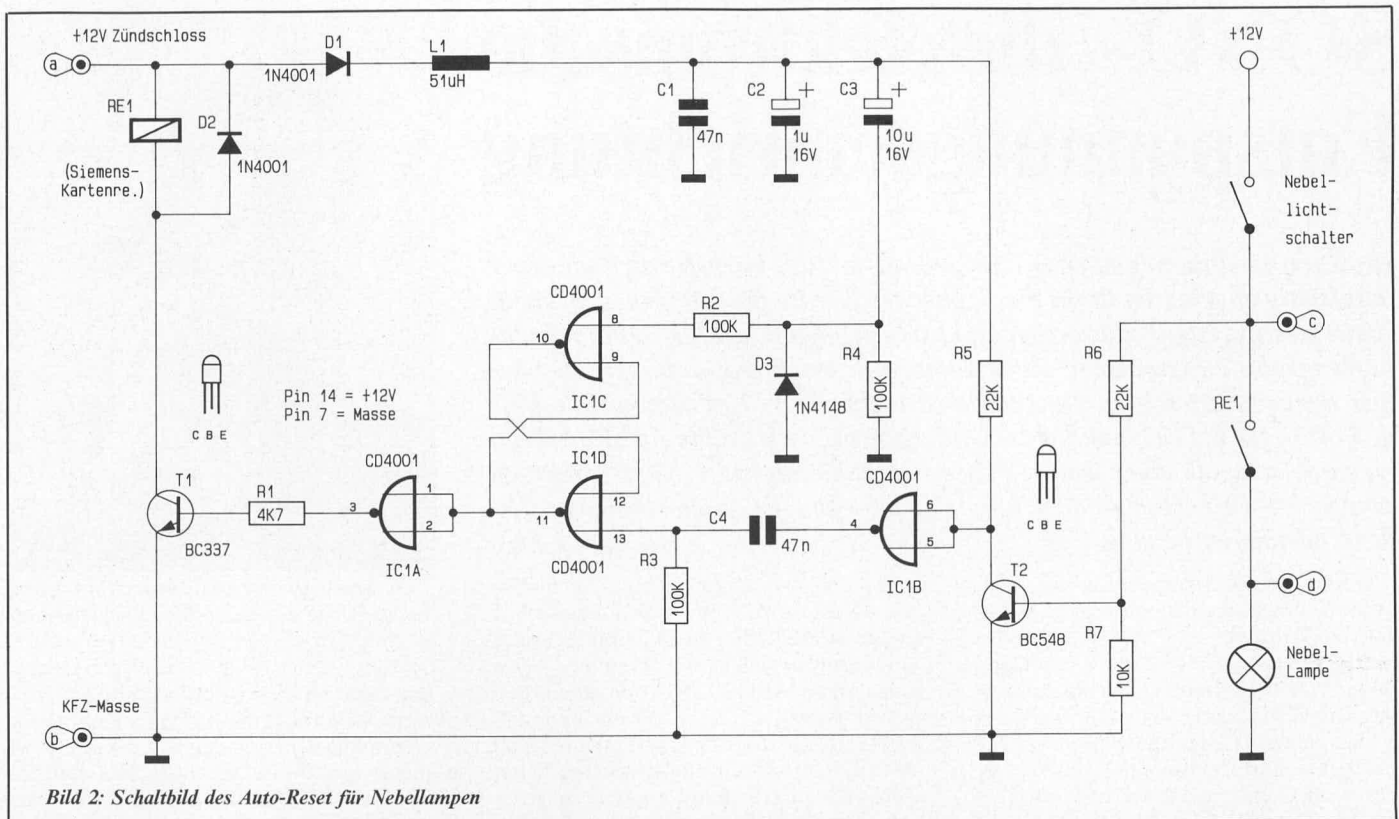 +12V Zündschloss
a
D1
1N4001
L1
51uH
+12V
RE1
D2
1N4001
(Siemens-
Kartenre.)
C1
47n
C2
+
1u
16V
C3
+
10u
16V
Nebel-
licht-
schalter
CD4001
10
8
9
IC1C
R2
100K
D3
1N4148
R4
100K
R5
22K
R6
22K
C
RE1
C B E
Pin 14 = +12V
Pin 7 = Masse
T1
BC337
R1
4K7
CD4001
3
1
2
IC1A
IC1D
11
12
13
CD4001
R3
100K
C4
47n
CD4001
4
6
5
IC1B
C B E
T2
BC548
R7
10K
d
Nebel-
Lampe
KFZ-Masse
b
Bild 2: Schaltbild des Auto-Reset für Nebellampen